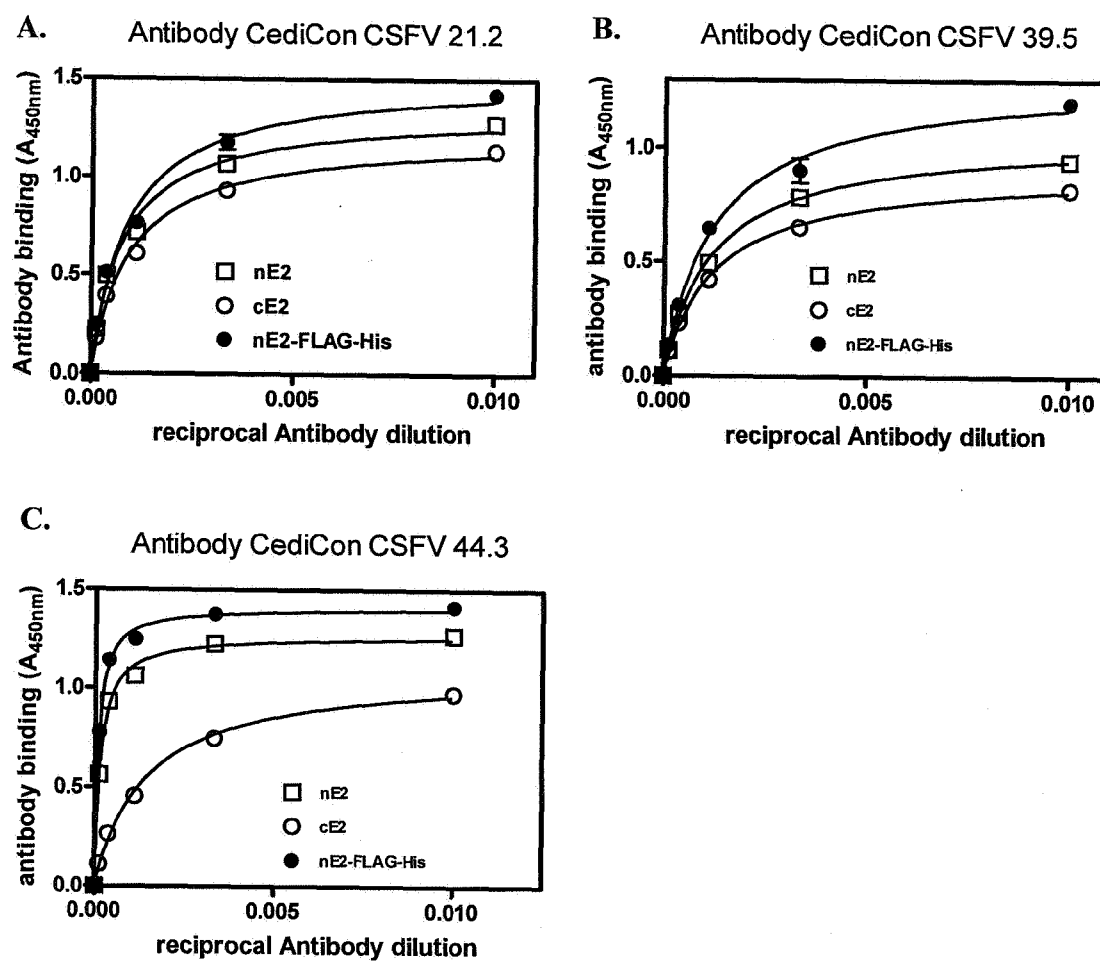 A.
Antibody CediCon CSFV 21.2
Antibody binding (A450nm)
1.5
1.0
0.5
0.0
nE2
cE2
nE2-FLAG-His
0.000
0.005
0.010
reciprocal Antibody dilution
B.
Antibody CediCon CSFV 39.5
antibody binding (A450nm)
1.0
0.5
0.0
nE2
cE2
nE2-FLAG-His
0.000
0.005
0.010
reciprocal Antibody dilution
C.
Antibody CediCon CSFV 44.3
antibody binding (A450nm)
1.5
1.0
0.5
0.0
nE2
cE2
nE2-FLAG-His
0.000
0.005
0.010
reciprocal Antibody dilution